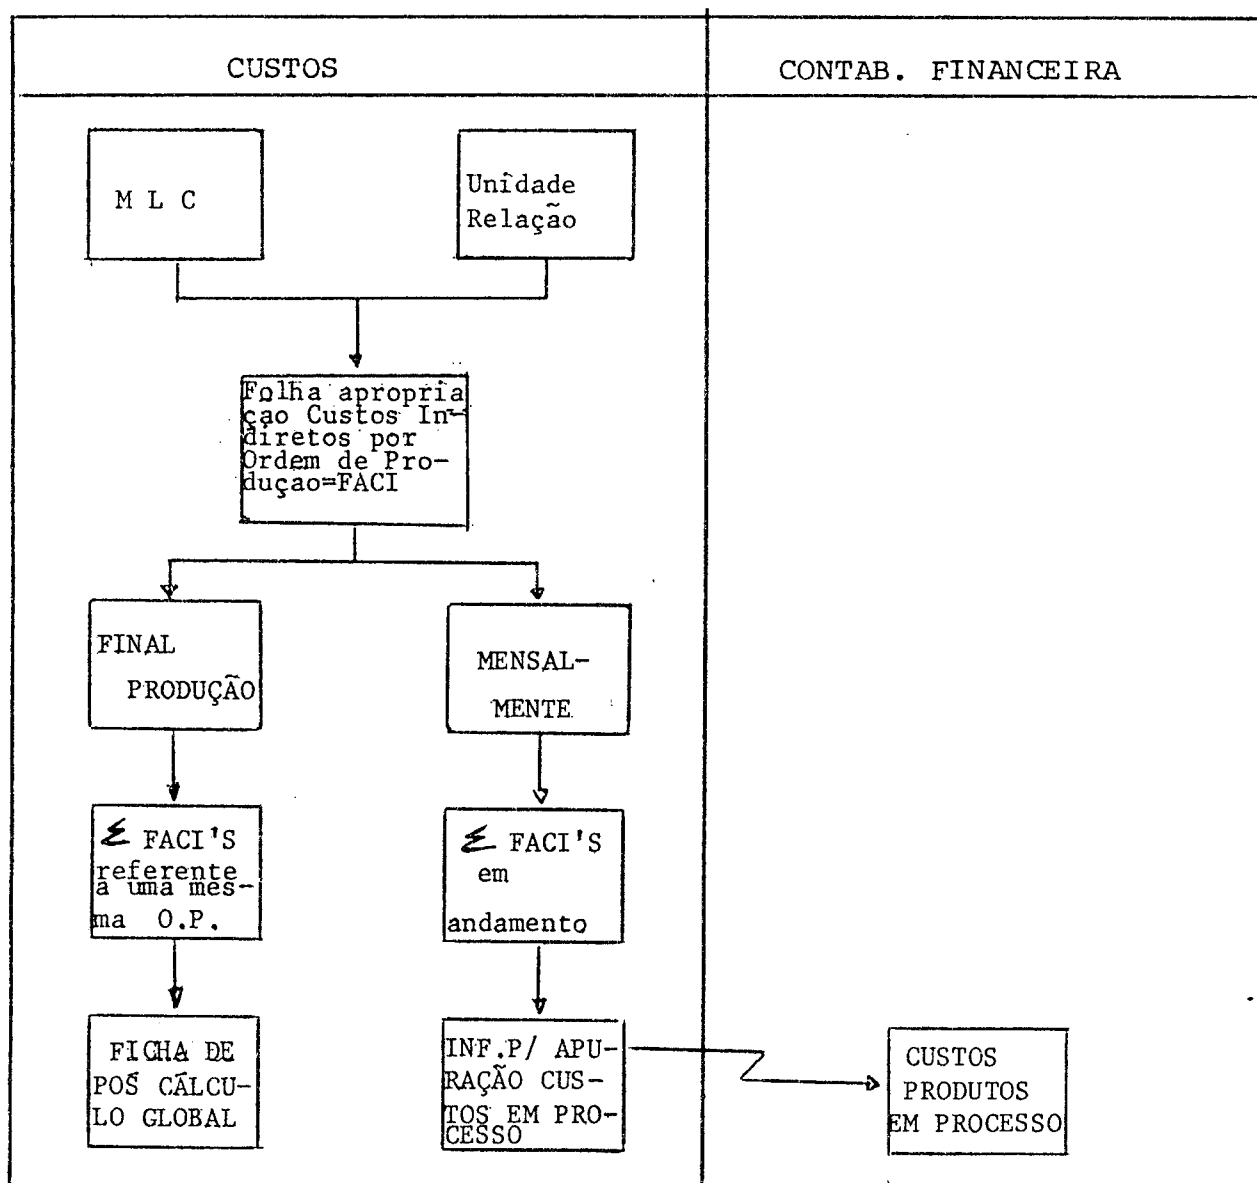 CUSTOS
CONTAB. FINANCEIRA
M L C
Unidade
Relação
Folha apropria
ção Custos In-
diretos por
Ordem de Pro-
dução=FACI
FINAL
PRODUÇÃO
MENSAL-
MENTE
Σ FACI'S
referente
a uma mes-
ma O.P.
Σ FACI'S
em
andamento
FICHA DE
PÓS CÁLCU-
LO GLOBAL
INF.P/ APU-
RAÇÃO CUS-
TOS EM PRO-
CESSO
CUSTOS
PRODUTOS
EM PROCESSO